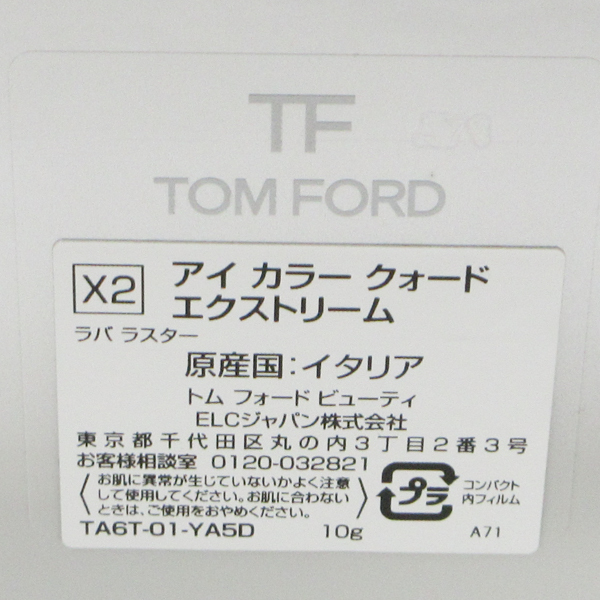 TF
TOM FORD
X2 アイ カラー クォード
エクストリーム
ラバ ラスター
原産国:イタリア
トム フォード ビューティ
ELCジャパン株式会社
東京都千代田区丸の内3丁目2番3号
お客様相談室 0120-032821
お肌に異常が生じていないかよく注意
して使用してください。お肌に合わない
ときは、ご使用をおやめください。
プラ
コンパクト
内フィルム
TA6T-01-YA5D 10g A71